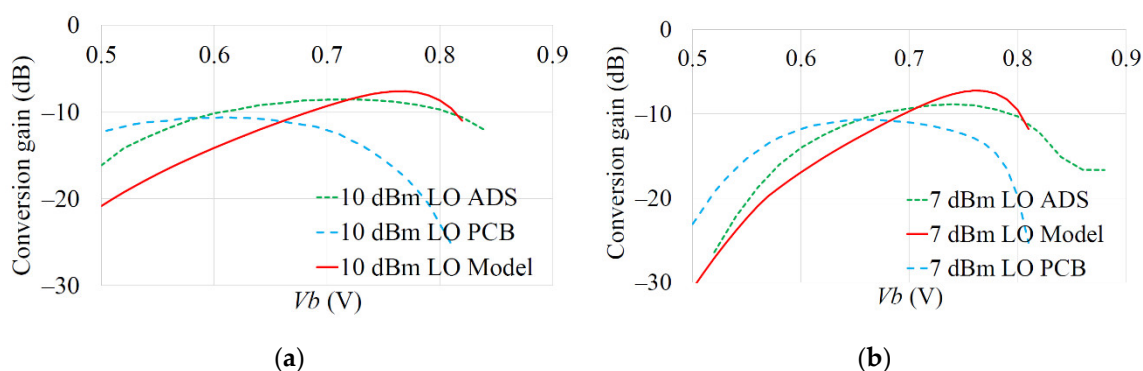 0
0.5 0.6 0.7 0.8 0.9
–10
–20
–30
Conversion gain (dB)
10 dBm LO ADS
10 dBm LO PCB
10 dBm LO Model
Vb (V)
(a)
0
0.5 0.6 0.7 0.8 0.9
–10
–20
–30
Conversion gain (dB)
7 dBm LO ADS
7 dBm LO Model
7 dBm LO PCB
Vb (V)
(b)